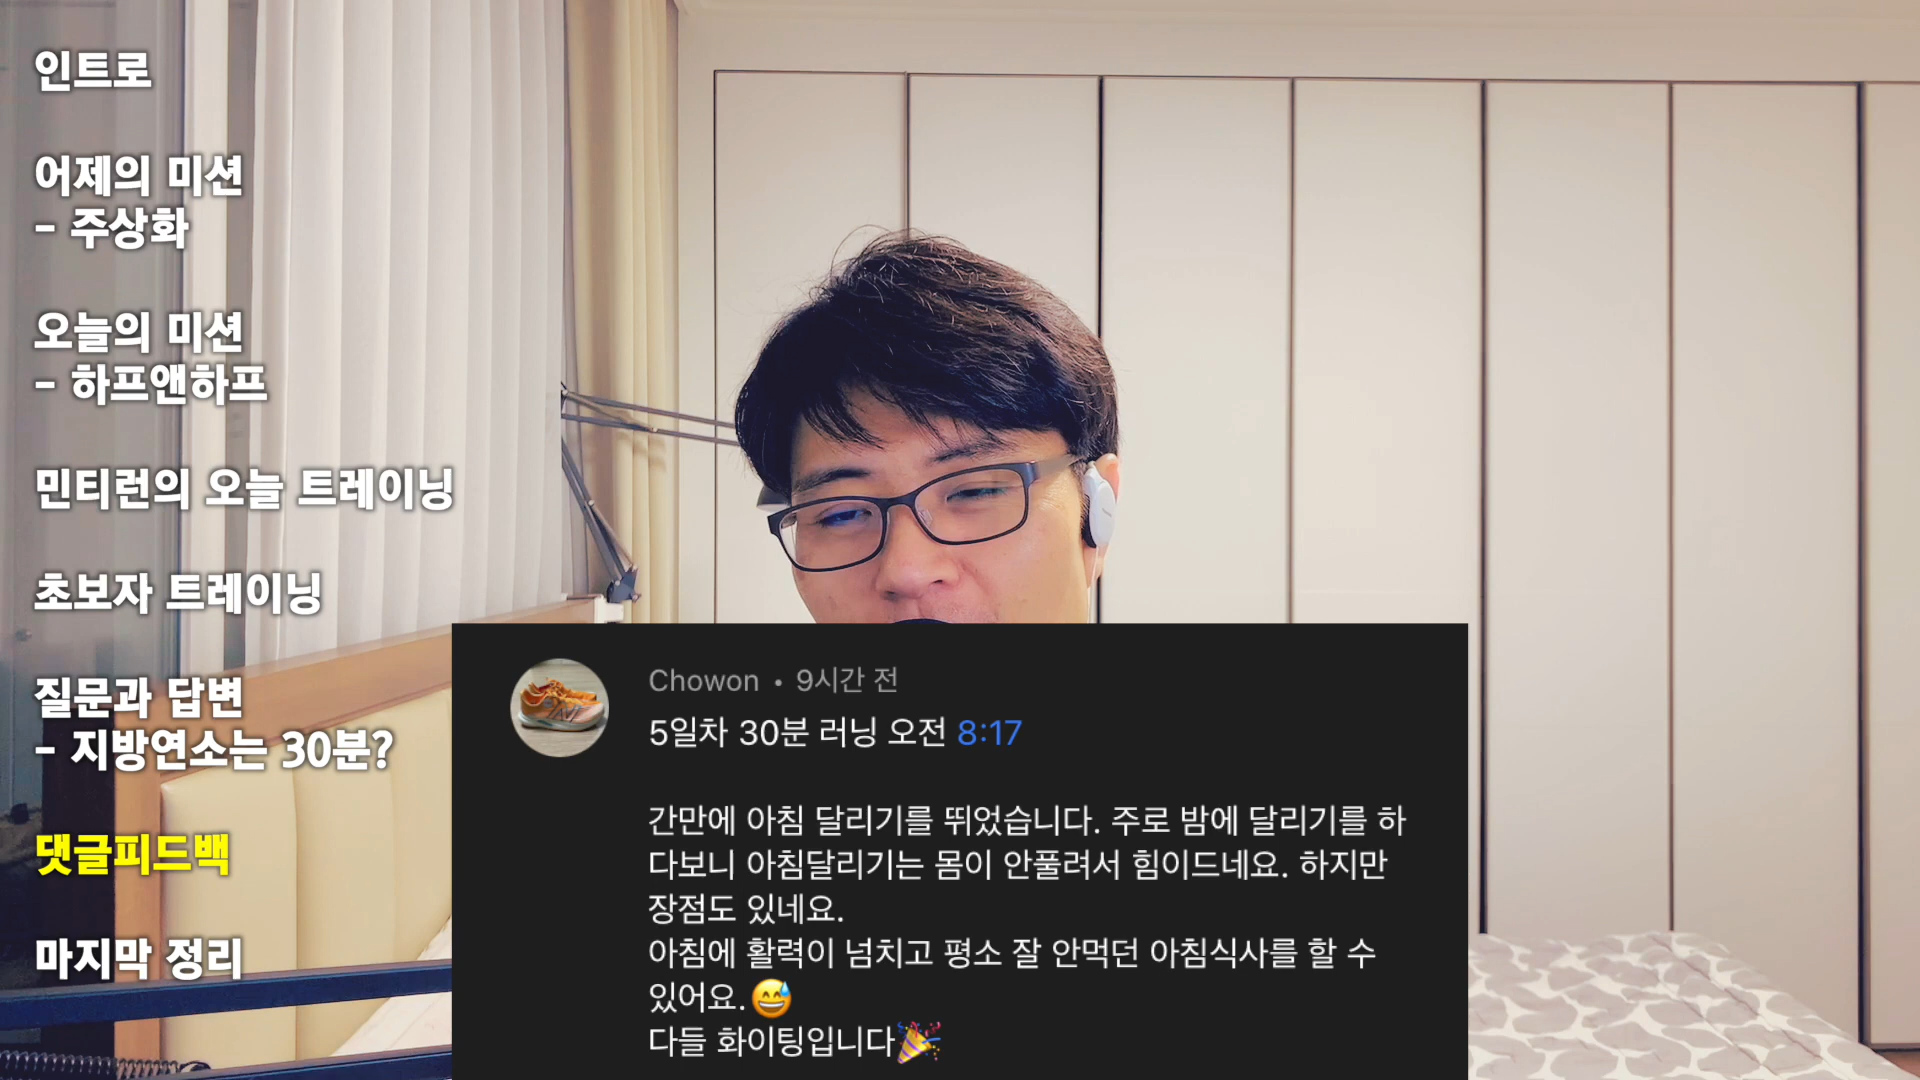 인트로
어제의 미션
- 주상화
오늘의 미션
- 하프앤하프
민티런의 오늘 트레이닝
초보자 트레이닝
질문과 답변
- 지방연소는 30분?
댓글피드백
마지막 정리
Chowon • 9시간 전
5일차 30분 러닝 오전 8:17
간만에 아침 달리기를 뛰었습니다. 주로 밤에 달리기를 하
다보니 아침달리기는 몸이 안풀려서 힘이드네요. 하지만
장점도 있네요.
아침에 활력이 넘치고 평소 잘 안먹던 아침식사를 할 수
있어요.😅
다들 화이팅입니다🎉